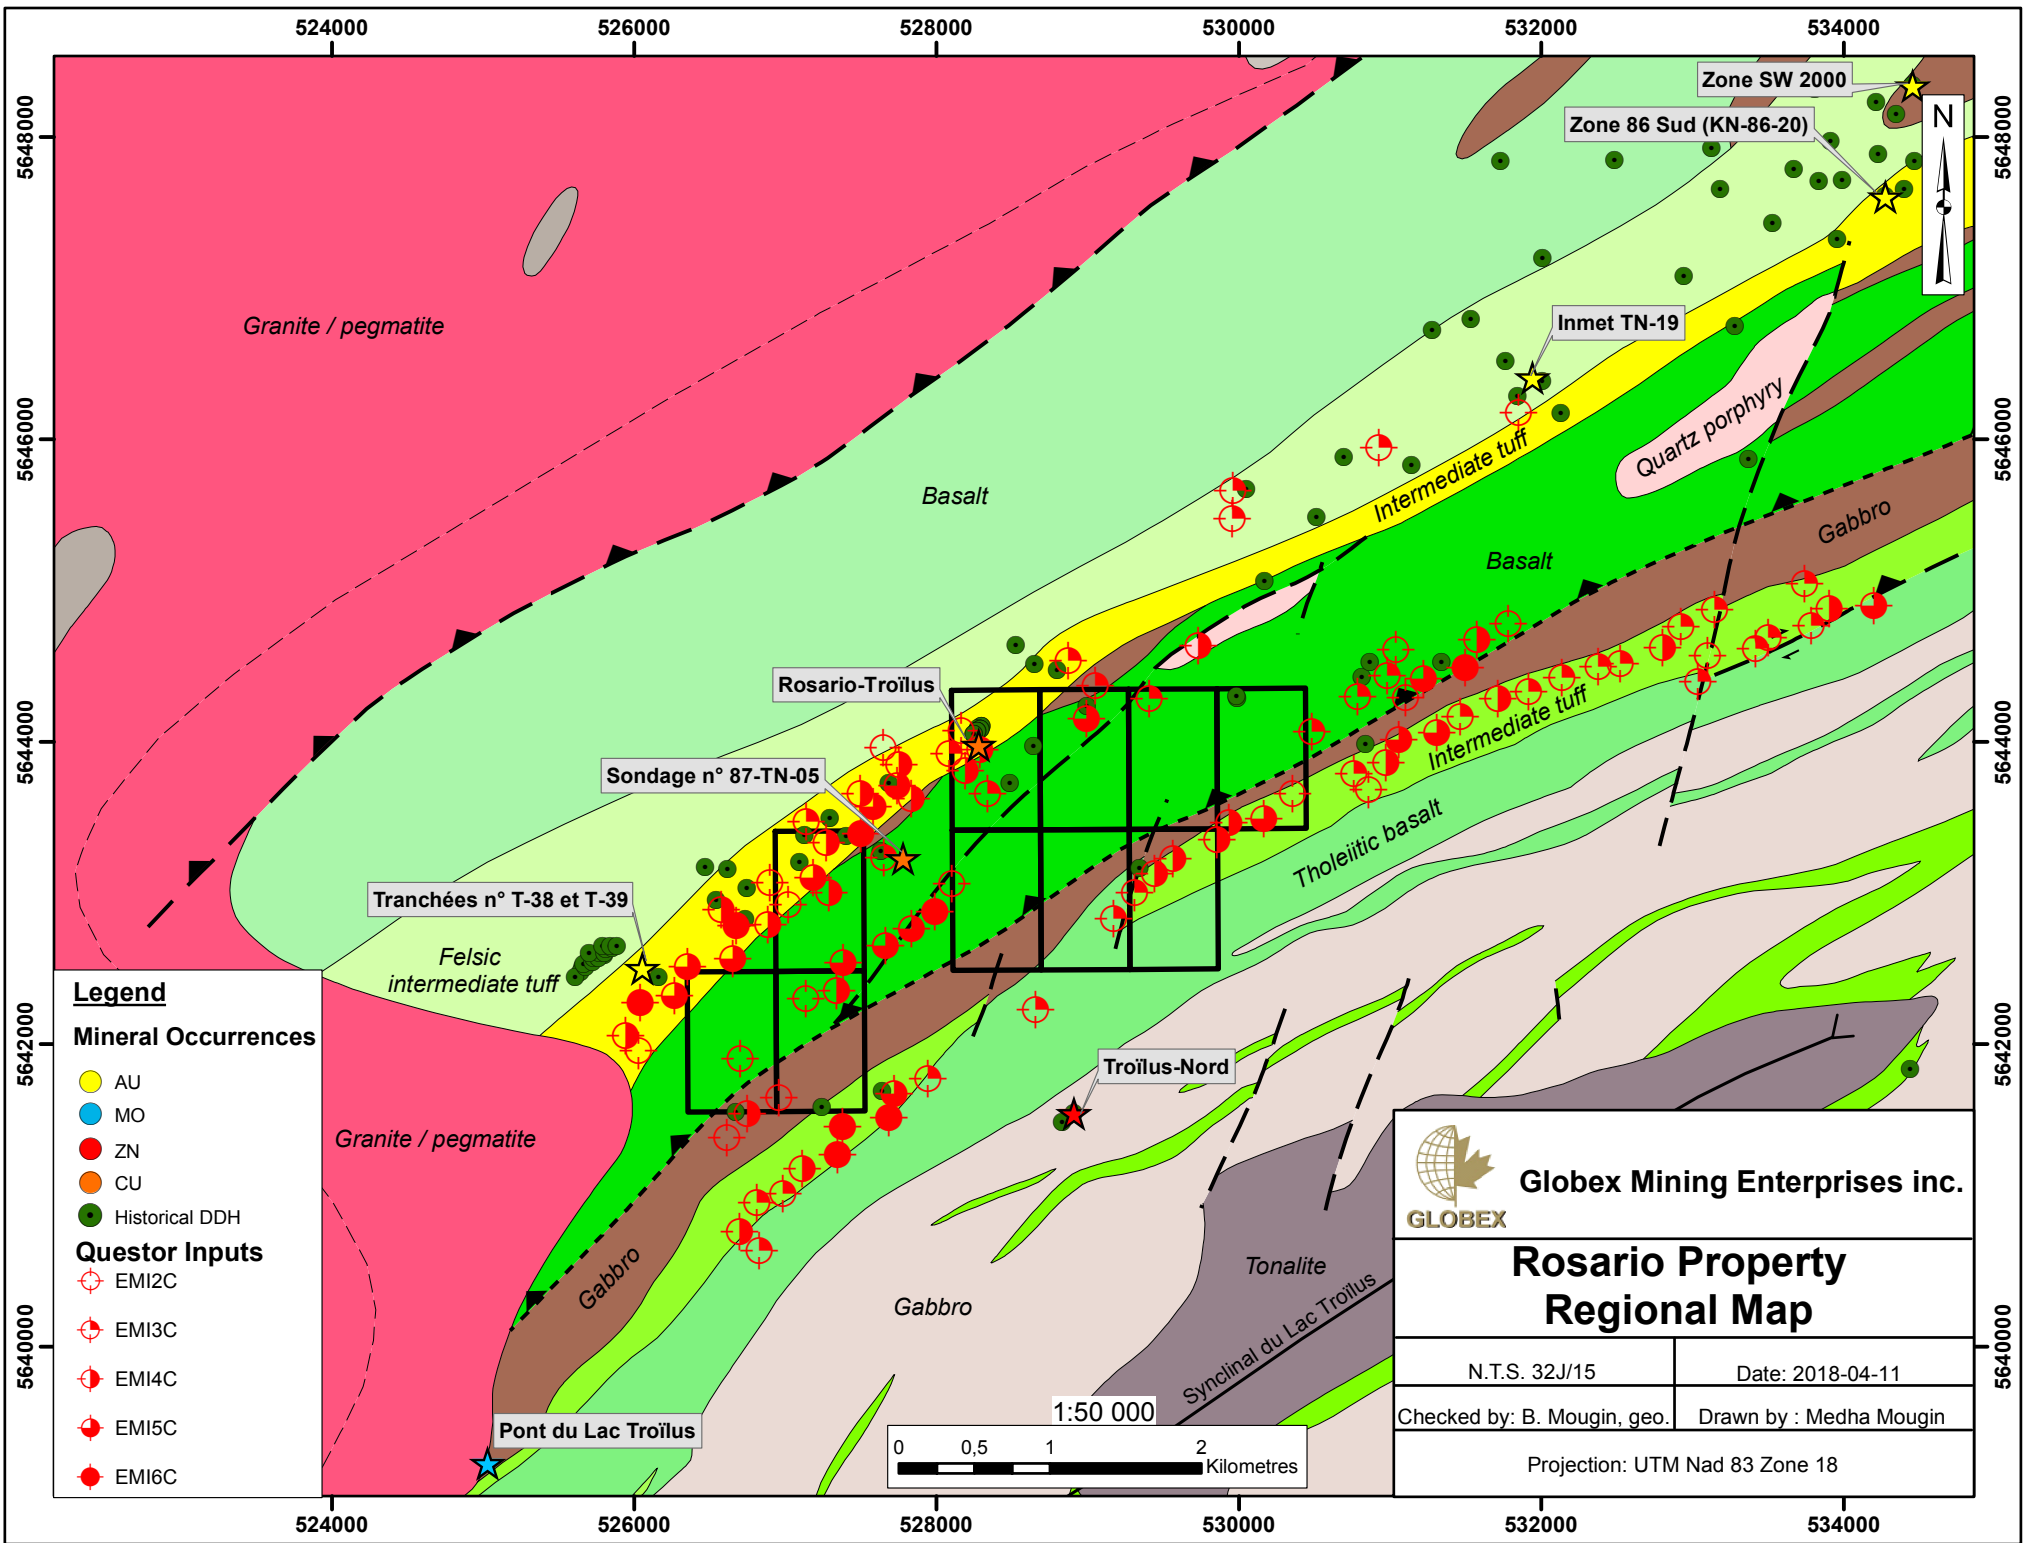 524000 526000 528000 530000 532000 534000
Zone SW 2000
Zone 86 Sud (KN-86-20)
N
5648000
5648000
Inmet TN-19
Granite / pegmatite
Quartz porphyry
5646000
5646000
Intermediate tuff
Basalt
Gabbro
Basalt
Rosario-Troïlus
5644000
5644000
Intermediate tuff
Sondage n° 87-TN-05
Tholeiitic basalt
Tranchées n° T-38 et T-39
Felsic
intermediate tuff
5642000
5642000
Troïlus-Nord
Granite / pegmatite
Gabbro
Tonalite
Gabbro
Synclinal du Lac Troïlus
5640000
5640000
Pont du Lac Troïlus
Legend
Mineral Occurrences
AU
MO
ZN
CU
Historical DDH
Questor Inputs
EMI2C
EMI3C
EMI4C
EMI5C
EMI6C
1:50 000
0 0,5 1 2
Kilometres
GLOBEX
Globex Mining Enterprises inc.
Rosario Property
Regional Map
N.T.S. 32J/15
Date: 2018-04-11
Checked by: B. Mougin, geo.
Drawn by : Medha Mougin
Projection: UTM Nad 83 Zone 18
524000 526000 528000 530000 532000 534000